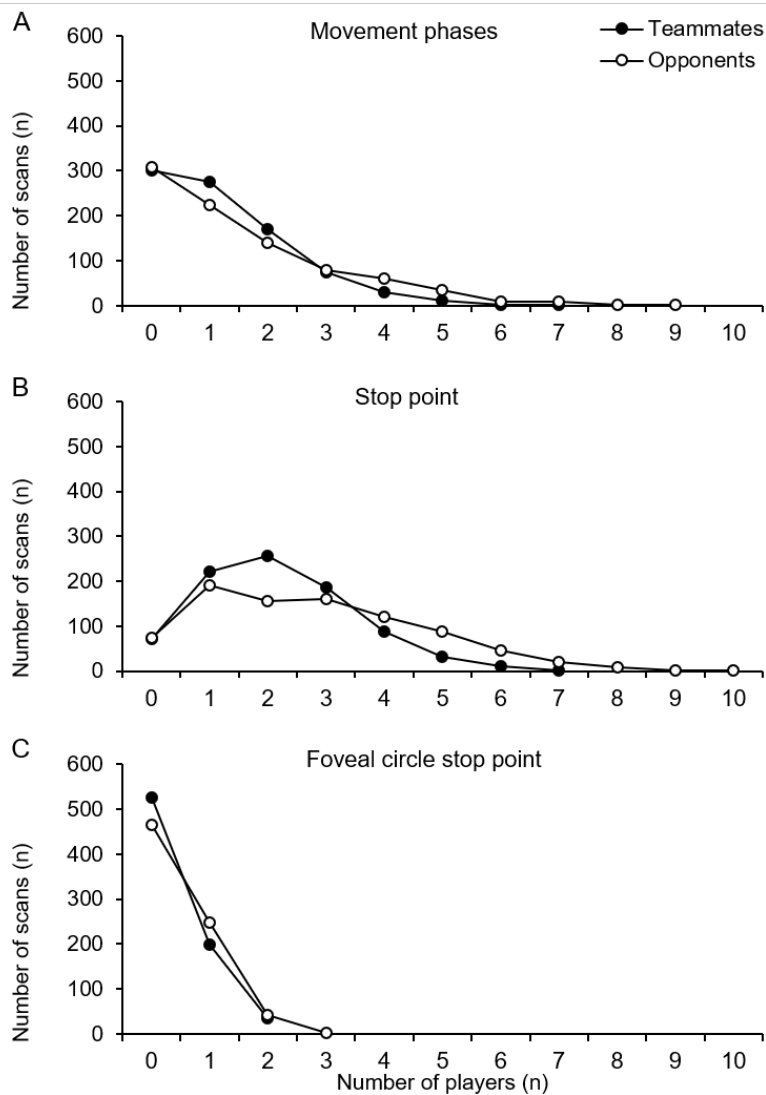 A
Movement phases
Teammates
Opponents
Number of scans (n)
600
500
400
300
200
100
0
0 1 2 3 4 5 6 7 8 9 10
B
Stop point
Number of scans (n)
600
500
400
300
200
100
0
0 1 2 3 4 5 6 7 8 9 10
C
Foveal circle stop point
Number of scans (n)
600
500
400
300
200
100
0
0 1 2 3 4 5 6 7 8 9 10
Number of players (n)